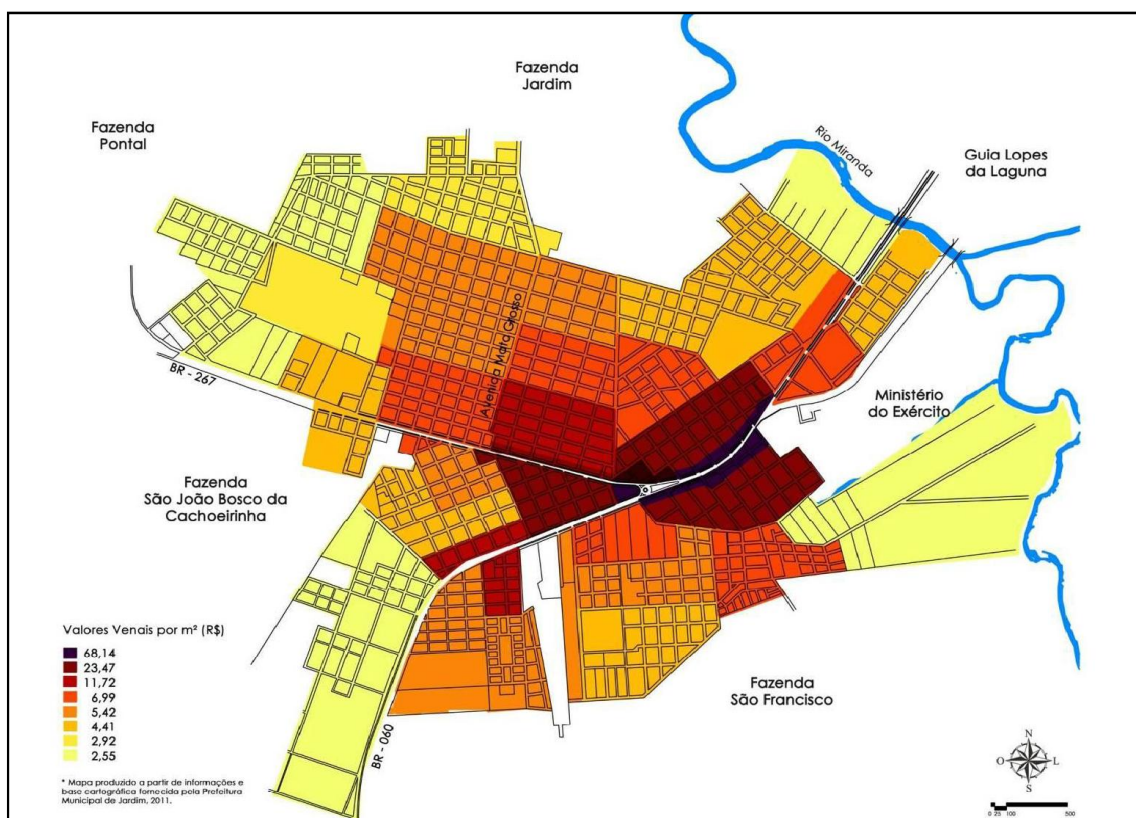 Fazenda
Jardim
Fazenda
Pontal
Rio Miranda
Guia Lopes
da Laguna
Avenida Mato Grosso
BR - 267
Ministério
do Exército
Fazenda
São João Bosco da
Cachoeirinha
Valores Venais por m² (R$)
68,14
23,47
11,72
6,99
5,42
4,41
2,92
2,55
BR - 060
Fazenda
São Francisco
* Mapa produzido a partir de informações e
base cartográfica fornecida pela Prefeitura
Municipal de Jardim, 2011.
N
O
L
S
0 25 100 500